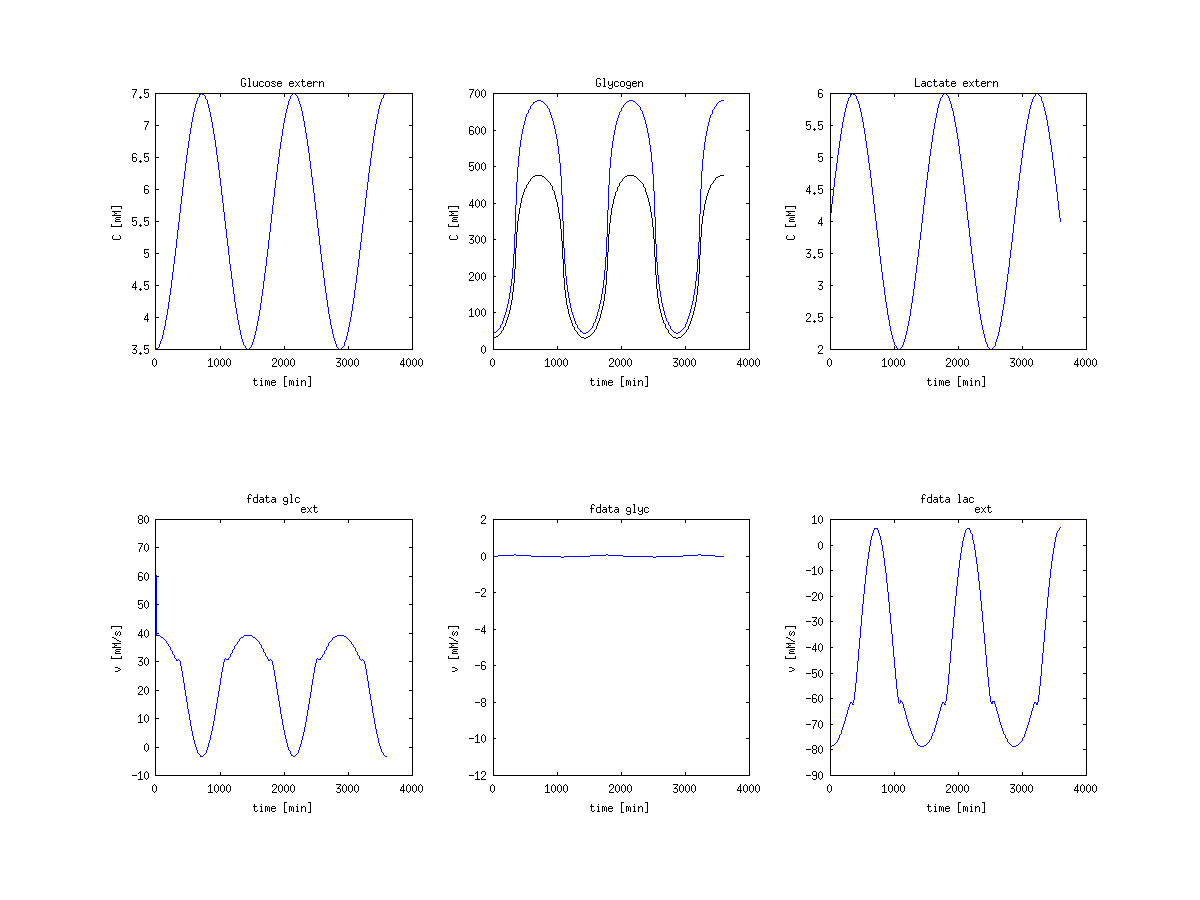 Glucose extern
7.5
7
6.5
6
5.5
5
4.5
4
3.5
C [mM]
0 1000 2000 3000 4000
time [min]
Glycogen
700
600
500
400
300
200
100
0
C [mM]
0 1000 2000 3000 4000
time [min]
Lactate extern
6
5.5
5
4.5
4
3.5
3
2.5
2
C [mM]
0 1000 2000 3000 4000
time [min]
fdata glc
ext
80
70
60
50
40
30
20
10
0
-10
v [mM/s]
0 1000 2000 3000 4000
time [min]
fdata glyc
2
0
-2
-4
-6
-8
-10
-12
v [mM/s]
0 1000 2000 3000 4000
time [min]
fdata lac
ext
10
0
-10
-20
-30
-40
-50
-60
-70
-80
-90
v [mM/s]
0 1000 2000 3000 4000
time [min]